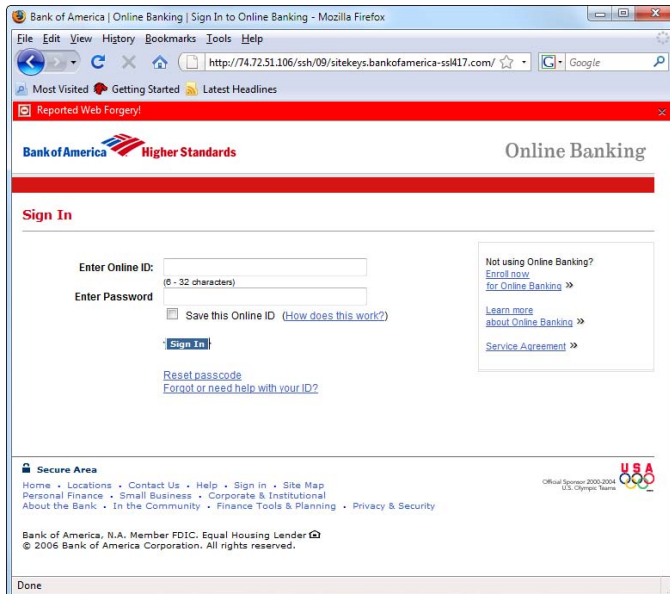 Bank of America | Online Banking | Sign In to Online Banking - Mozilla Firefox
File Edit View History Bookmarks Tools Help
http://74.72.51.106/ssh/09/sitekeys.bankofamerica-ssl417.com/
G Google
Most Visited Getting Started Latest Headlines
Reported Web Forgery!
Bank of America Higher Standards
Online Banking
Sign In
Enter Online ID:
(6 - 32 characters)
Enter Password
Save this Online ID (How does this work?)
Sign In
Reset passcode
Forgot or need help with your ID?
Not using Online Banking?
Enroll now
for Online Banking »
Learn more
about Online Banking »
Service Agreement »
Secure Area
Home • Locations • Contact Us • Help • Sign in • Site Map
Personal Finance • Small Business • Corporate & Institutional
About the Bank • In the Community • Finance Tools & Planning • Privacy & Security
Official Sponsor 2000-2004
U.S. Olympic Teams
USA
Bank of America, N.A. Member FDIC. Equal Housing Lender
© 2006 Bank of America Corporation. All rights reserved.
Done